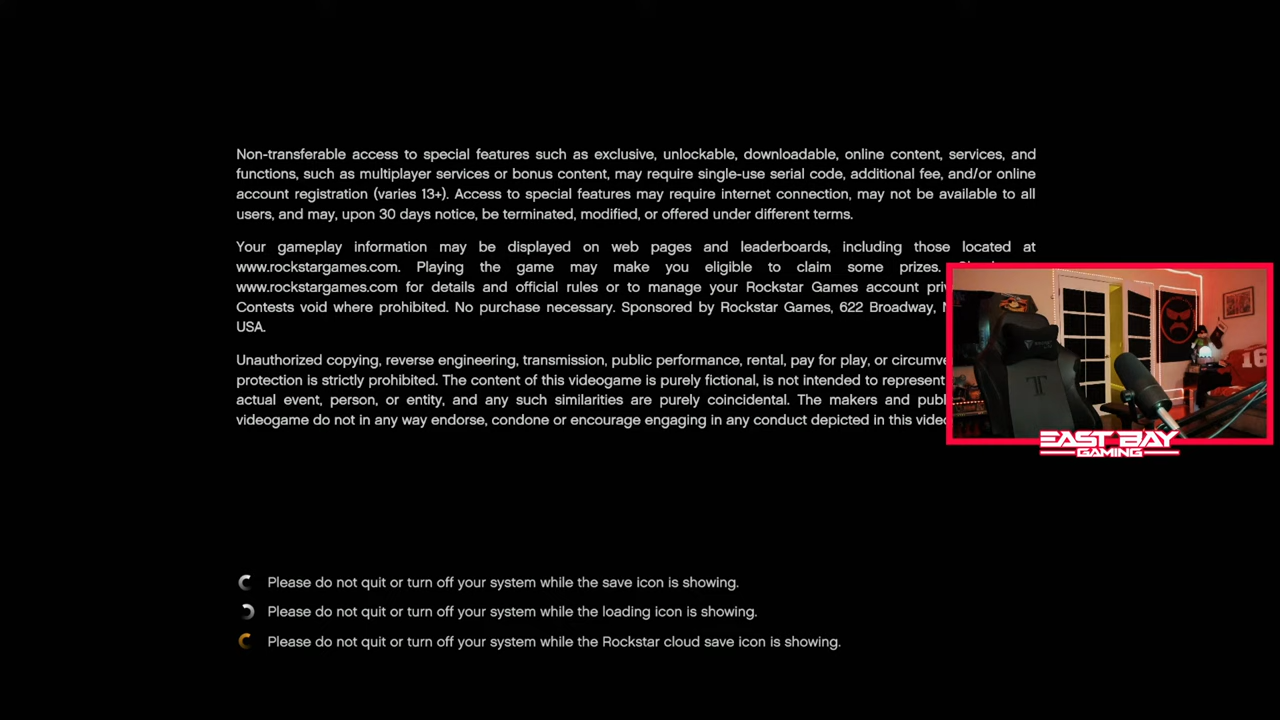 Non-transferable access to special features such as exclusive, unlockable, downloadable, online content, services, and
functions, such as multiplayer services or bonus content, may require single-use serial code, additional fee, and/or online
account registration (varies 13+). Access to special features may require internet connection, may not be available to all
users, and may, upon 30 days notice, be terminated, modified, or offered under different terms.
Your gameplay information may be displayed on web pages and leaderboards, including those located at
www.rockstargames.com. Playing the game may make you eligible to claim some prizes.
www.rockstargames.com for details and official rules or to manage your Rockstar Games account
Contests void where prohibited. No purchase necessary. Sponsored by Rockstar Games, 622 Broadway,
USA.
Unauthorized copying, reverse engineering, transmission, public performance, rental, pay for play, or
protection is strictly prohibited. The content of this videogame is purely fictional, is not intended to represent
actual event, person, or entity, and any such similarities are purely coincidental. The makers and
videogame do not in any way endorse, condone or encourage engaging in any conduct depicted in this
16
EAST BAY
GAMING
Please do not quit or turn off your system while the save icon is showing.
Please do not quit or turn off your system while the loading icon is showing.
Please do not quit or turn off your system while the Rockstar cloud save icon is showing.